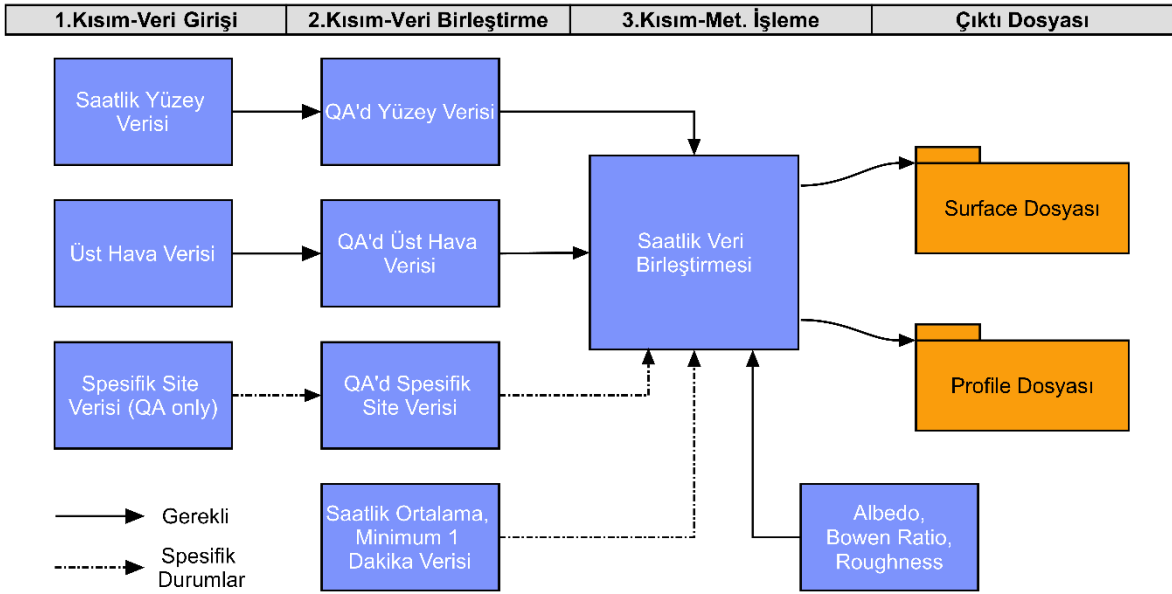 1.Kısım-Veri Girişi
2.Kısım-Veri Birleştirme
3.Kısım-Met. İşleme
Çıktı Dosyası
Saatlik Yüzey
Verisi
QA'd Yüzey Verisi
Üst Hava Verisi
QA'd Üst Hava
Verisi
Saatlik Veri
Birleştirmesi
Surface Dosyası
Profile Dosyası
Spesifik Site
Verisi (QA only)
QA'd Spesifik
Site Verisi
Saatlik Ortalama,
Minimum 1
Dakika Verisi
Albedo,
Bowen Ratio,
Roughness
Gerekli
Spesifik
Durumlar